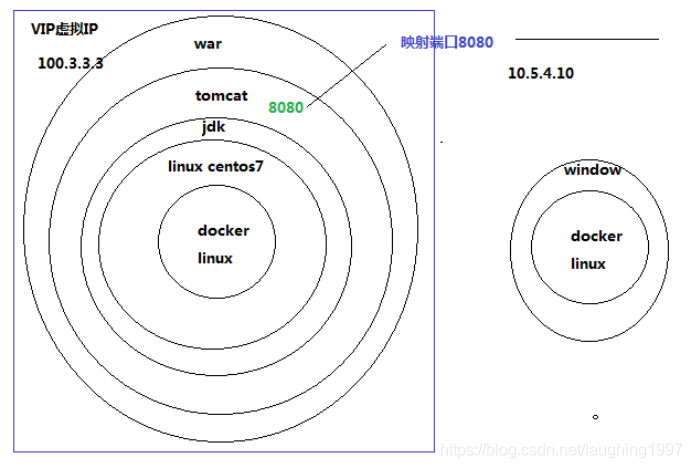 VIP虚拟IP
100.3.3.3
war
tomcat
8080
映射端口8080
10.5.4.10
jdk
linux centos7
docker
linux
window
docker
linux
https://blog.csdn.net/laughing1997